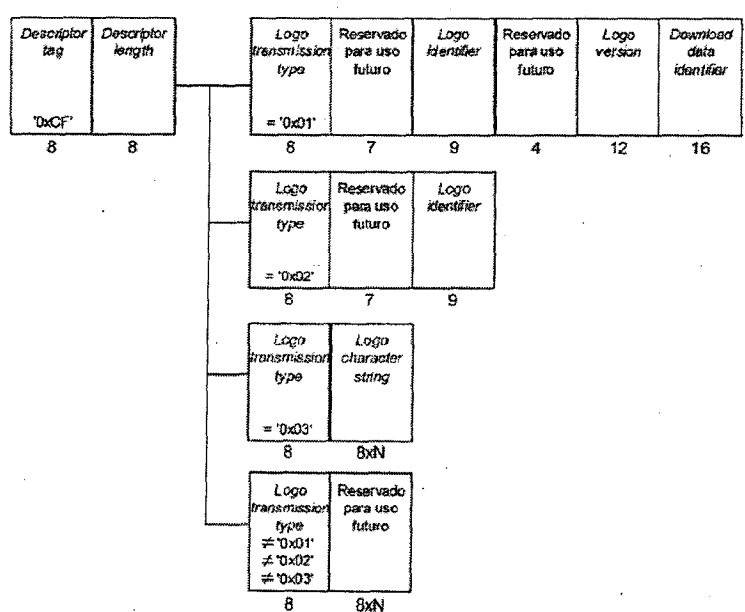 Descriptor tag
'0xCF'
8
Descriptor length
8
Logo transmission type
= '0x01'
8
Reservado para uso futuro
7
Logo identifier
9
Reservado para uso futuro
4
Logo version
12
Download data identifier
16
Logo transmission type
= '0x02'
8
Reservado para uso futuro
7
Logo identifier
9
Logo transmission type
= '0x03'
8
Logo character string
8xN
Logo transmission type
≠ '0x01'
≠ '0x02'
≠ '0x03'
8
Reservado para uso futuro
8xN